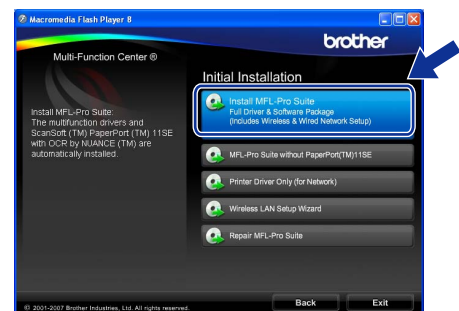 Macromedia Flash Player 8
brother
Multi-Function Center ®
Initial Installation
Install MFL-Pro Suite:
The multifunction drivers and
ScanSoft (TM) PaperPort (TM) 11SE
with OCR by NUANCE (TM) are
automatically installed.
Install MFL-Pro Suite
Full Driver & Software Package
(Includes Wireless & Wired Network Setup)
MFL-Pro Suite without PaperPort(TM)11SE
Printer Driver Only (for Network)
Wireless LAN Setup Wizard
Repair MFL-Pro Suite
© 2001-2007 Brother Industries, Ltd. All rights reserved.
Back
Exit